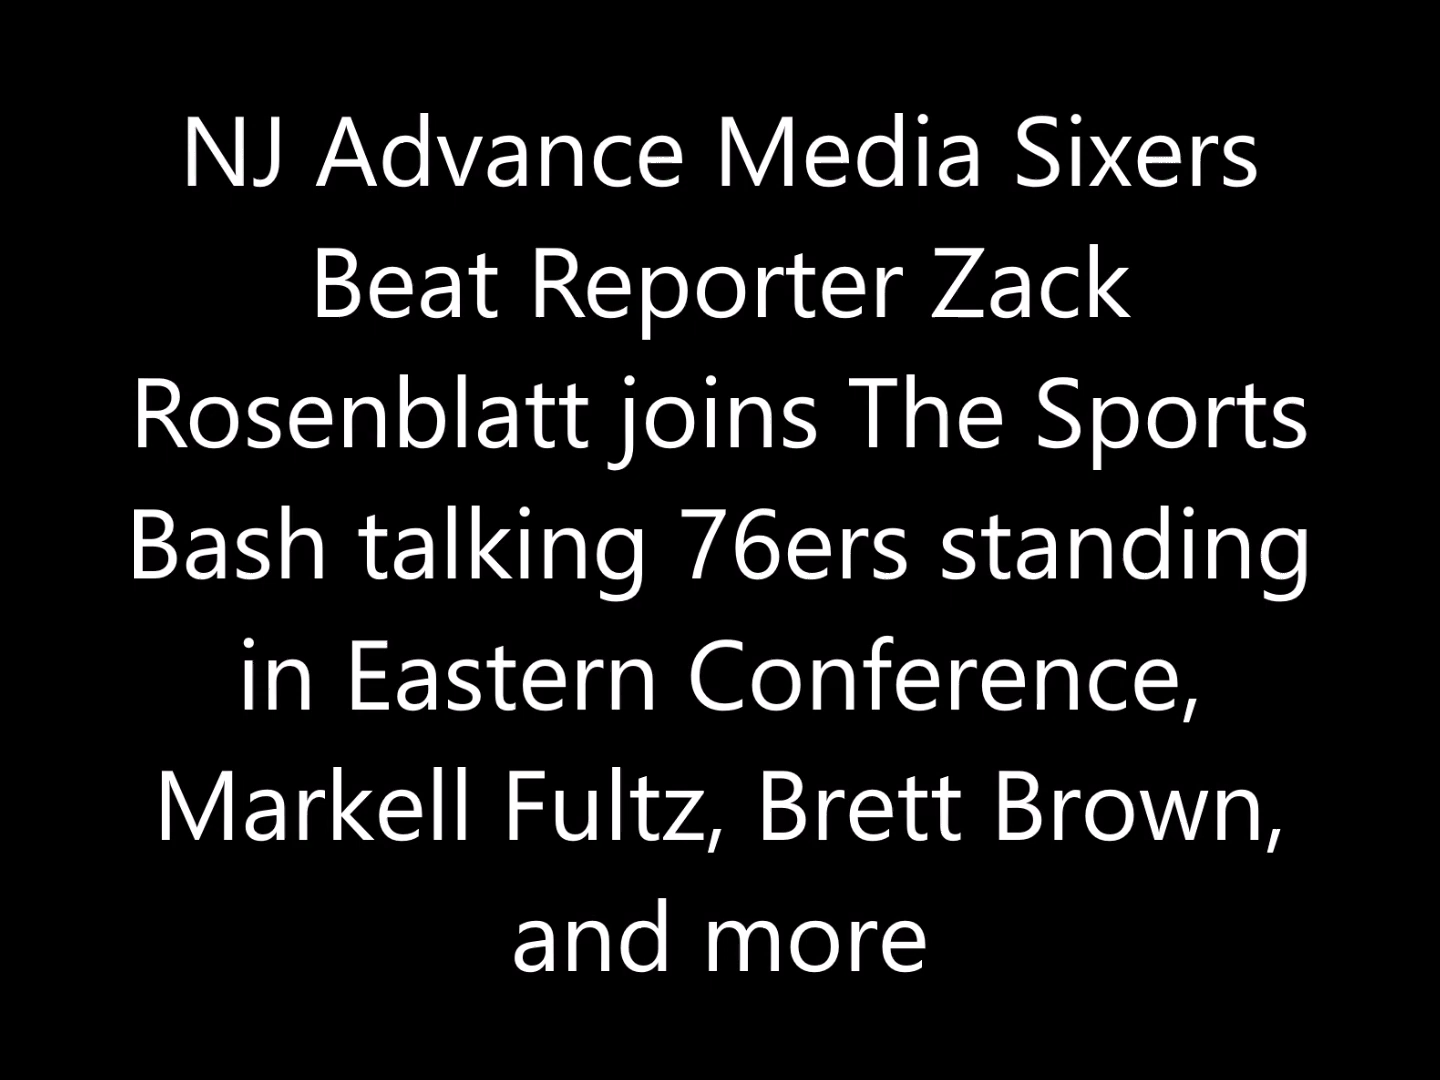 NJ Advance Media Sixers
Beat Reporter Zack
Rosenblatt joins The Sports
Bash talking 76ers standing
in Eastern Conference,
Markell Fultz, Brett Brown,
and more